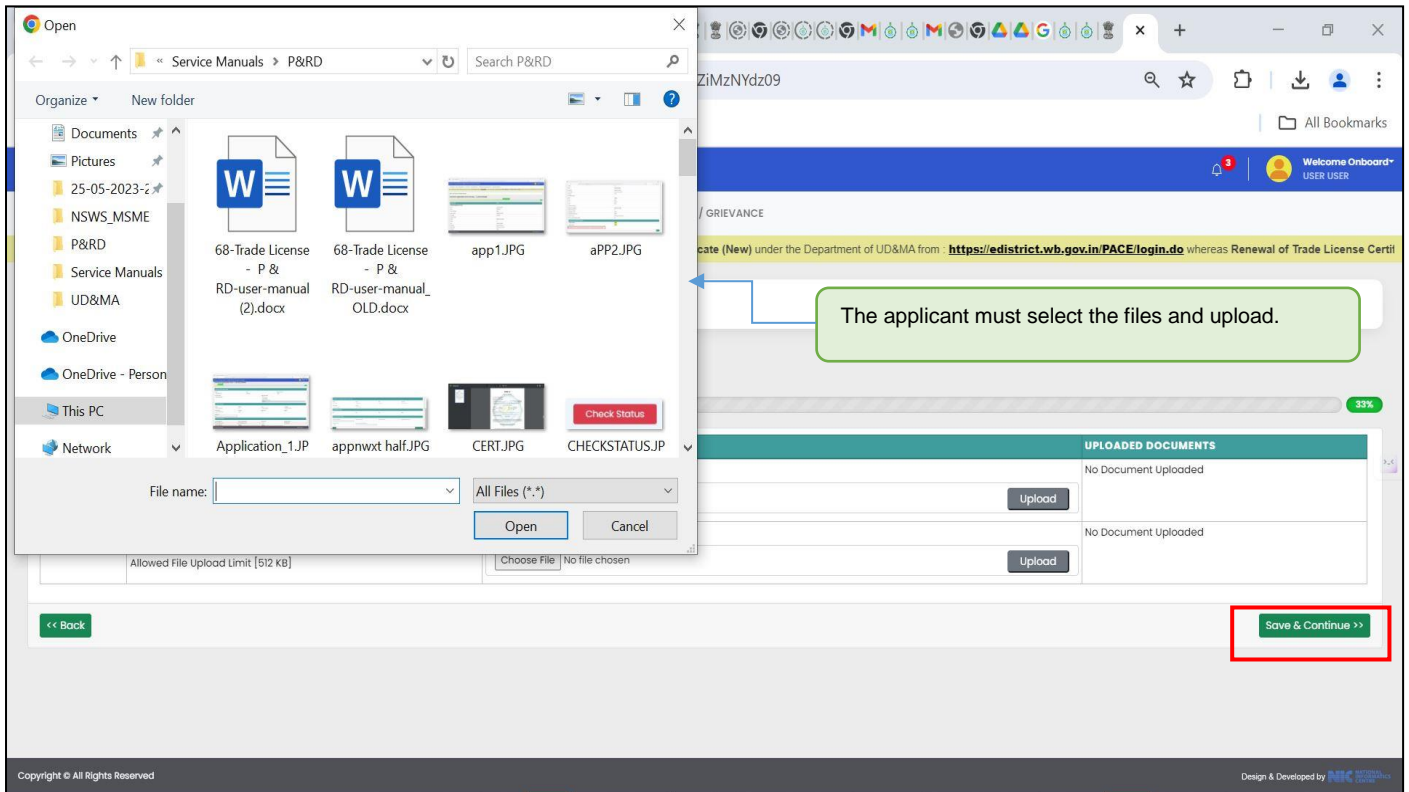 Open
ZiMzNYdz09
« Service Manuals > P&RD
Search P&RD
Organize
New folder
All Bookmarks
Documents
Pictures
25-05-2023-2
NSWS_MSME
P&RD
Service Manuals
UD&MA
OneDrive
OneDrive - Person
This PC
Network
W
W
68-Trade License
- P &
RD-user-manual
(2).docx
68-Trade License
- P &
RD-user-manual_
OLD.docx
app1.JPG
aPP2.JPG
Check Status
Application_1.JP
appnwxt half.JPG
CERT.JPG
CHECKSTATUS.JP
File name:
All Files (*.*)
Open
Cancel
3
Welcome Onboard
USER USER
/ GRIEVANCE
cate (New) under the Department of UD&MA from : https://edistrict.wb.gov.in/PACE/login.do whereas Renewal of Trade License Certif
The applicant must select the files and upload.
33%
UPLOADED DOCUMENTS
No Document Uploaded
Upload
No Document Uploaded
Allowed File Upload Limit [512 KB]
Choose File No file chosen
Upload
<< Back
Save & Continue >>
Copyright © All Rights Reserved
Design & Developed by NIC NATIONAL
INFORMATICS
CENTRE